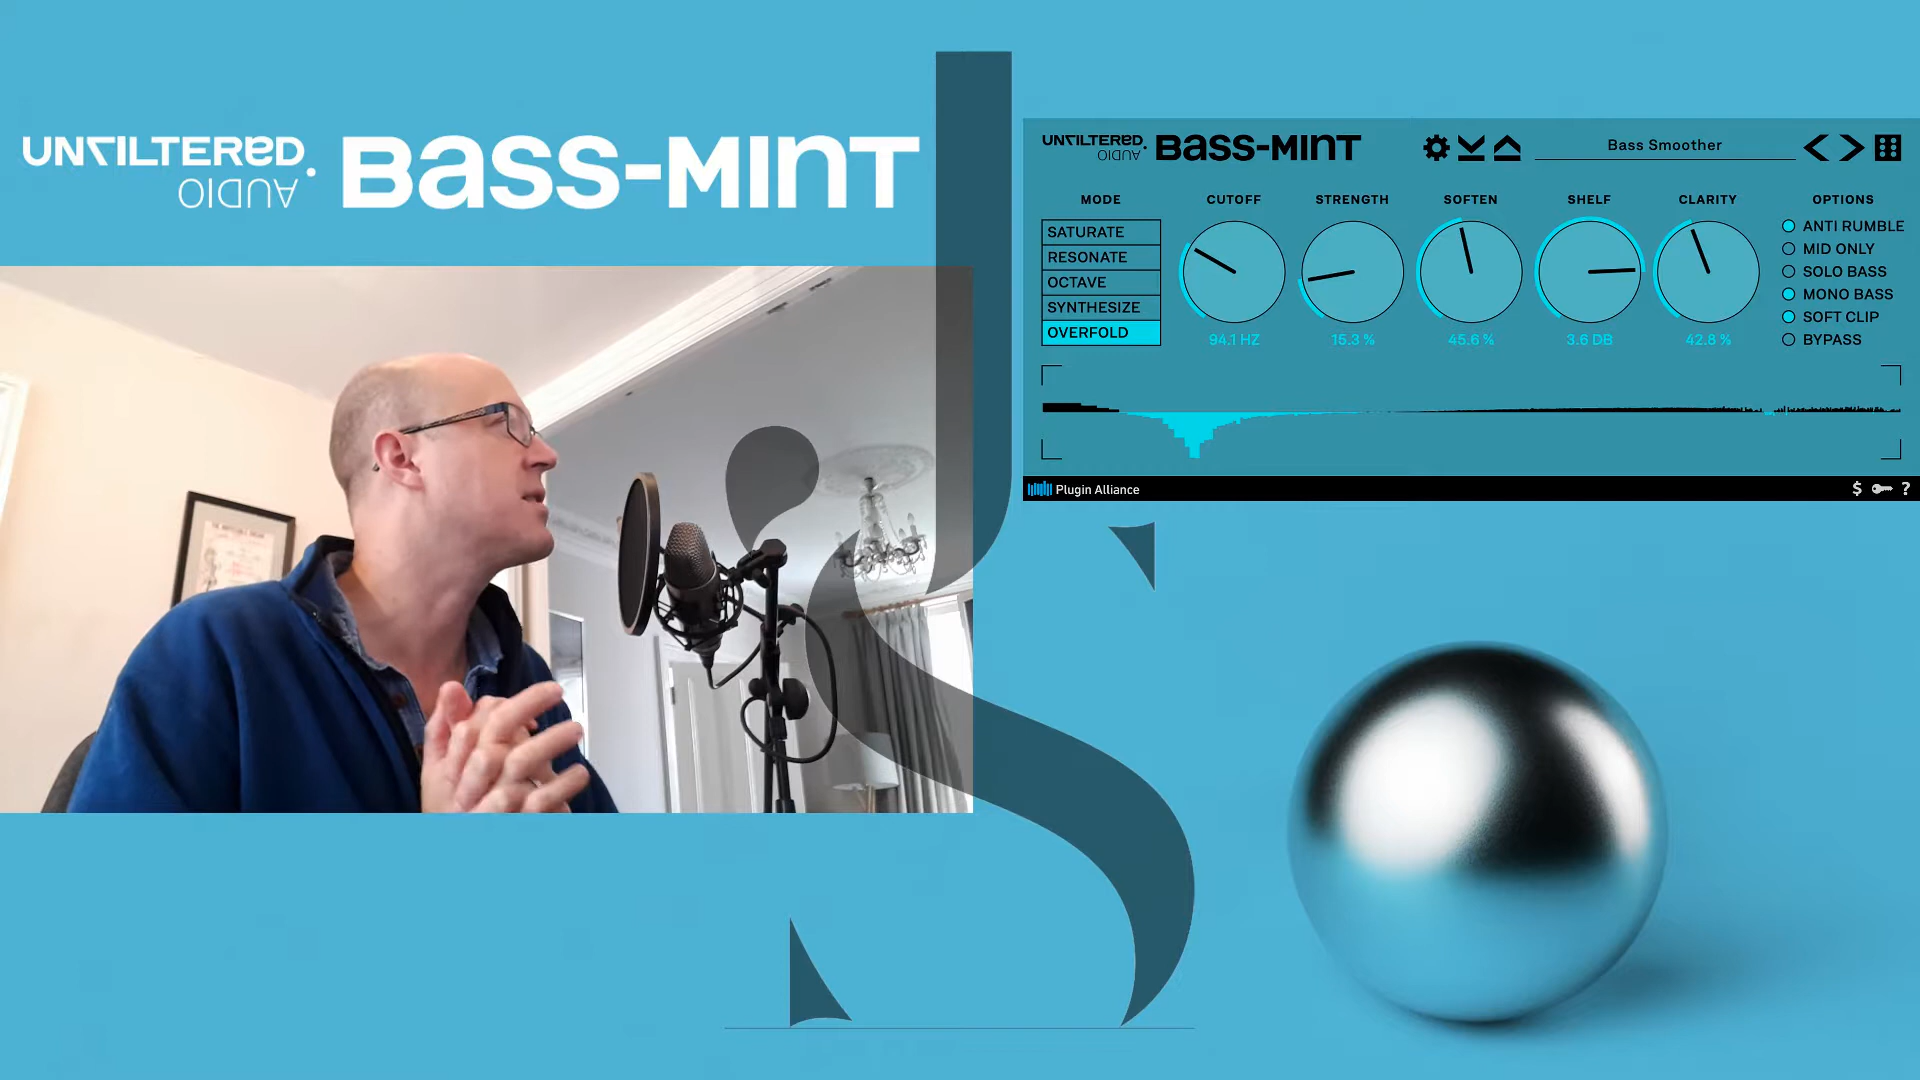 UNFILTERED.
AUDIO
BASS-MINT
UNFILTERED.
AUDIO
BASS-MINT
Bass Smoother
MODE
CUTOFF
STRENGTH
SOFTEN
SHELF
CLARITY
OPTIONS
SATURATE
RESONATE
OCTAVE
SYNTHESIZE
OVERFOLD
94.1 HZ
15.3 %
45.6 %
3.6 DB
42.8 %
ANTI RUMBLE
MID ONLY
SOLO BASS
MONO BASS
SOFT CLIP
BYPASS
Plugin Alliance
$ ?